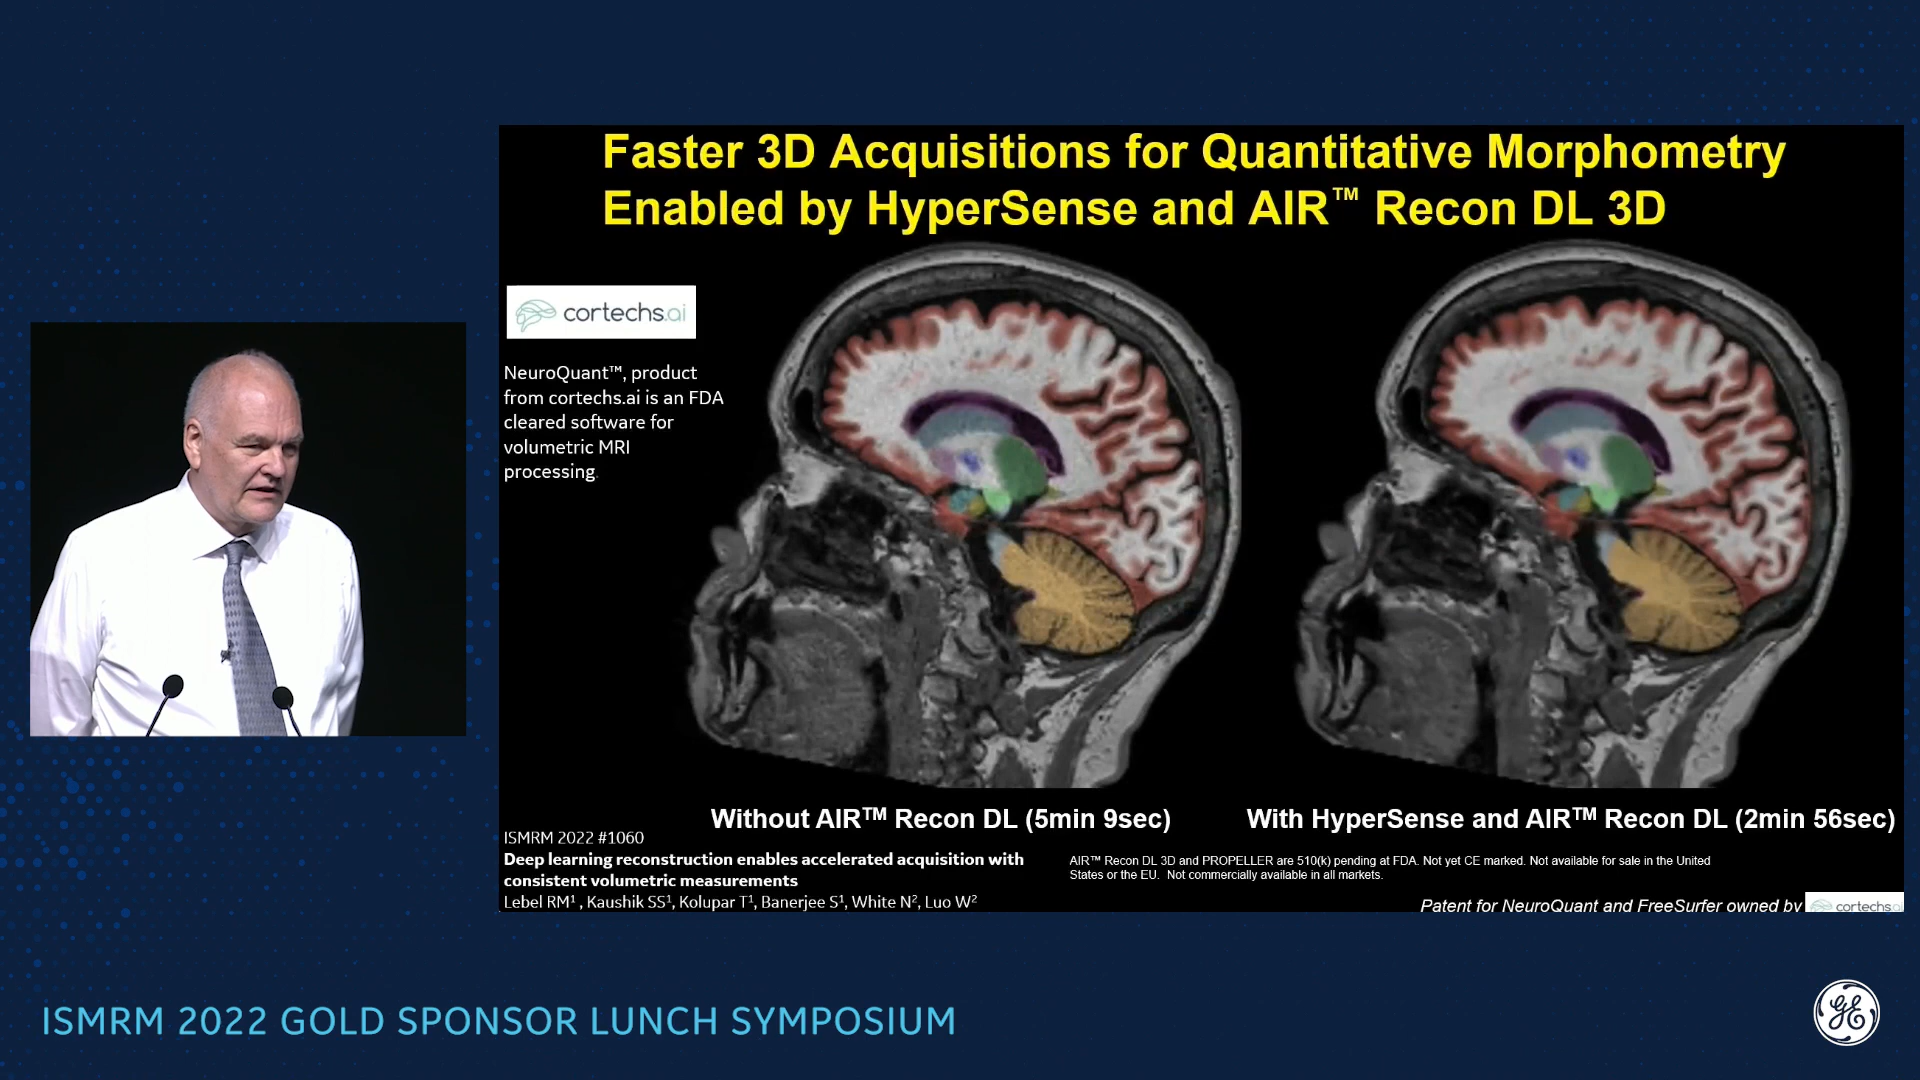 Faster 3D Acquisitions for Quantitative Morphometry
Enabled by HyperSense and AIR™ Recon DL 3D
cortechs.ai
NeuroQuant™, product
from cortechs.ai is an FDA
cleared software for
volumetric MRI
processing.
Without AIR™ Recon DL (5min 9sec)
With HyperSense and AIR™ Recon DL (2min 56sec)
ISMRM 2022 #1060
Deep learning reconstruction enables accelerated acquisition with
consistent volumetric measurements
Lebel RM¹ , Kaushik SS¹, Kolupar T¹, Banerjee S¹, White N², Luo W²
AIR™ Recon DL 3D and PROPELLER are 510(k) pending at FDA. Not yet CE marked. Not available for sale in the United
States or the EU. Not commercially available in all markets.
Patent for NeuroQuant and FreeSurfer owned by cortechs.ai
ISMRM 2022 GOLD SPONSOR LUNCH SYMPOSIUM
GE